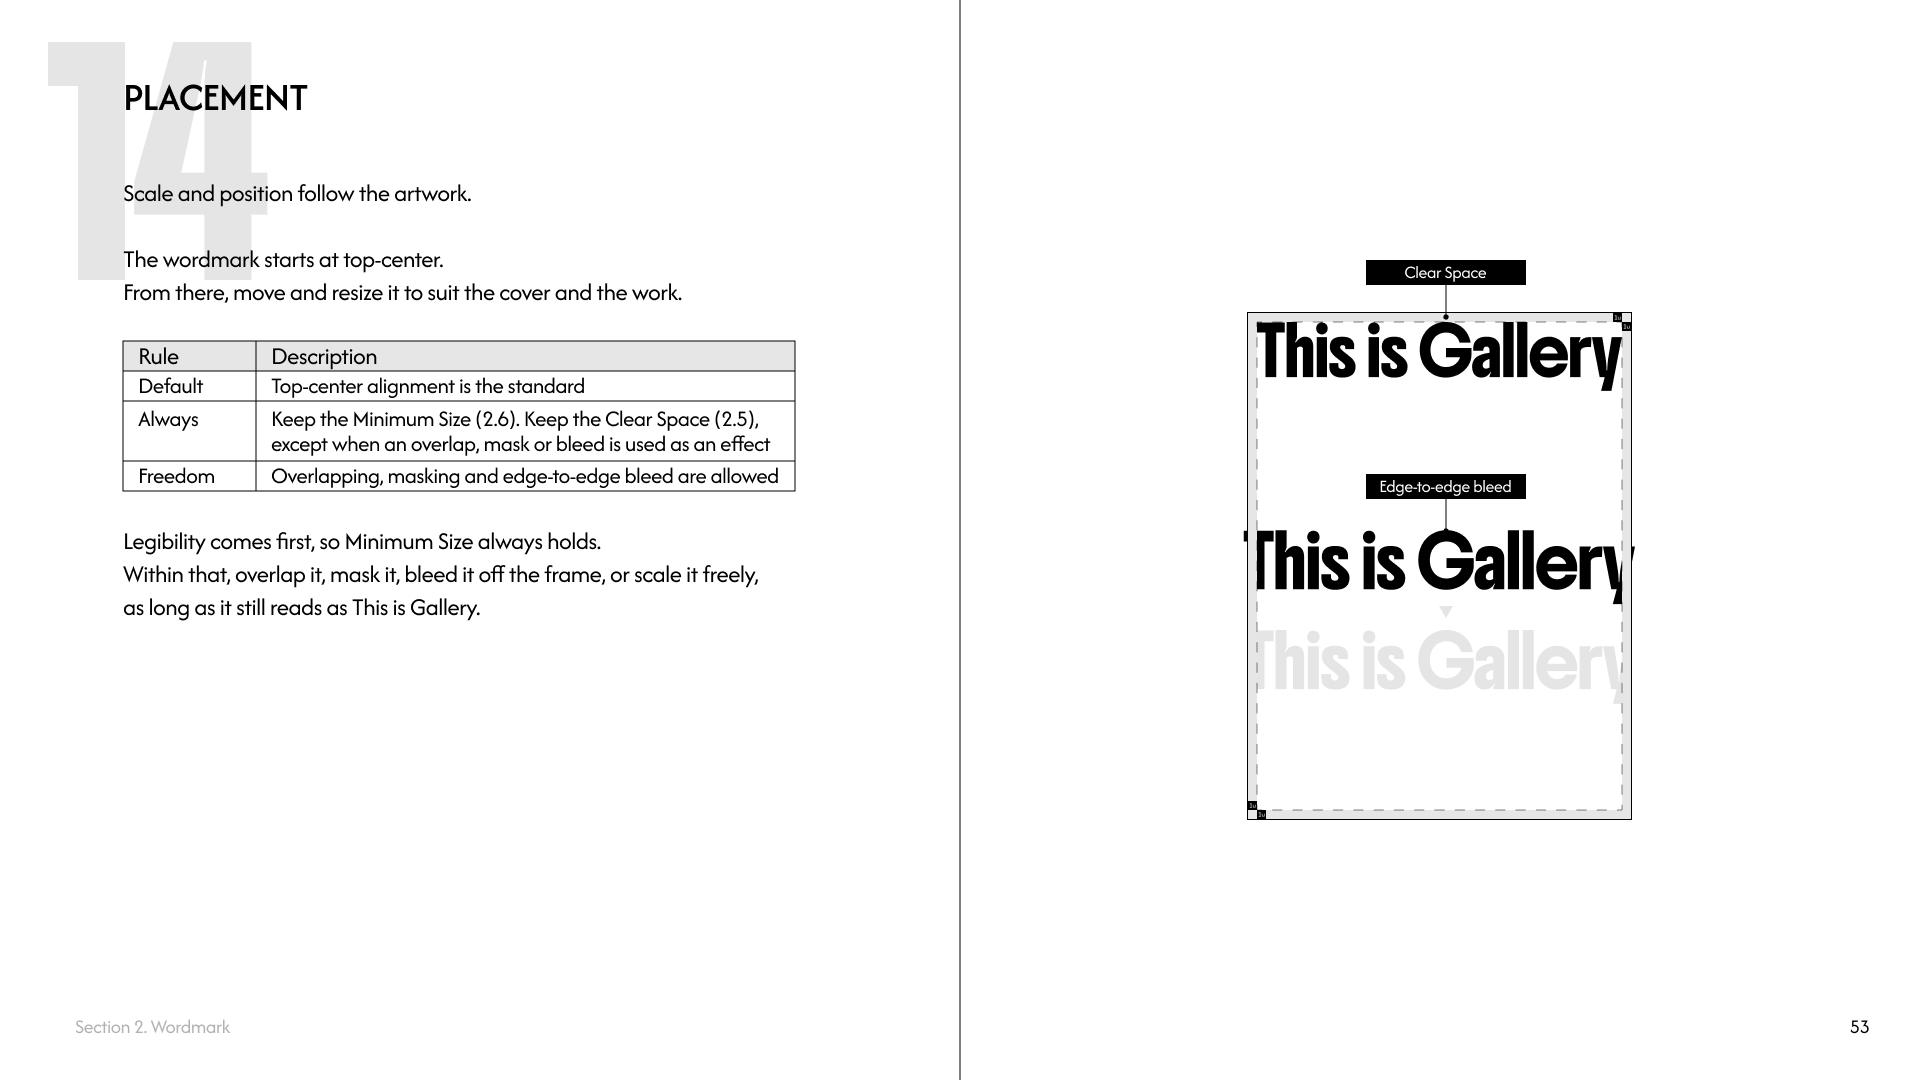 14
PLACEMENT
Scale and position follow the artwork.
The wordmark starts at top-center.
From there, move and resize it to suit the cover and the work.
Rule Description
Default Top-center alignment is the standard
Always Keep the Minimum Size (2.6). Keep the Clear Space (2.5),
except when an overlap, mask or bleed is used as an effect
Freedom Overlapping, masking and edge-to-edge bleed are allowed
Legibility comes first, so Minimum Size always holds.
Within that, overlap it, mask it, bleed it off the frame, or scale it freely,
as long as it still reads as This is Gallery.
Section 2. Wordmark
Clear Space
This is Gallery
Edge-to-edge bleed
This is Gallery
This is Gallery
53